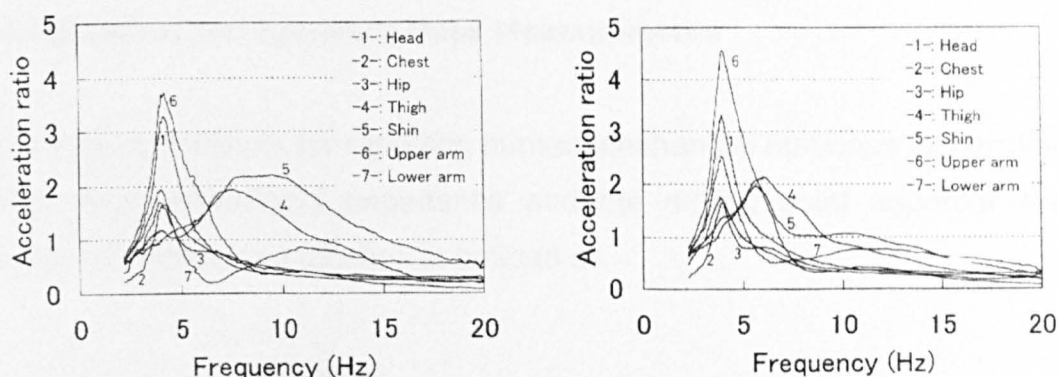 5
4
3
2
1
0
Acceleration ratio
-1-: Head
-2-: Chest
-3-: Hip
-4-: Thigh
-5-: Shin
-6-: Upper arm
-7-: Lower arm
6
1
5
4
3
2
7
0 5 10 15 20
Frequency (Hz)
5
4
3
2
1
0
Acceleration ratio
-1-: Head
-2-: Chest
-3-: Hip
-4-: Thigh
-5-: Shin
-6-: Upper arm
-7-: Lower arm
6
1
4
5
2
3
7
0 5 10 15 20
Frequency (Hz)